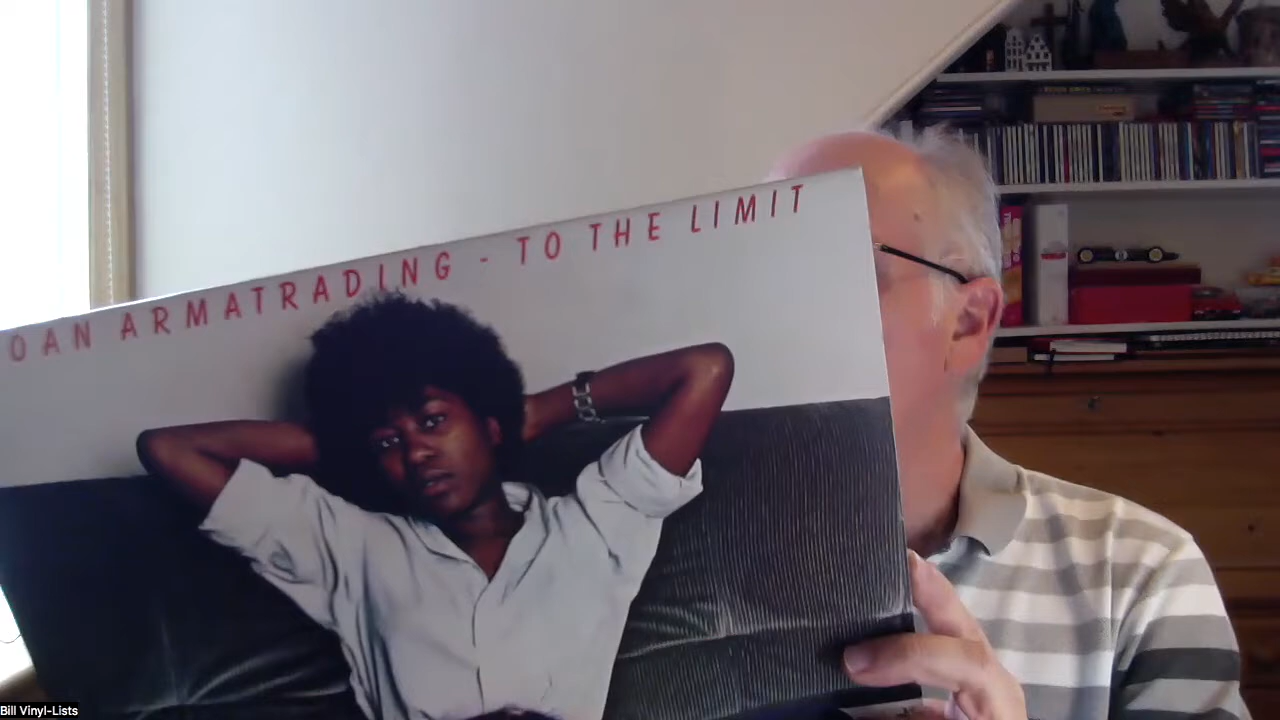 OAN ARMATRADING - TO THE LIMIT
Bill Vinyl-Lists